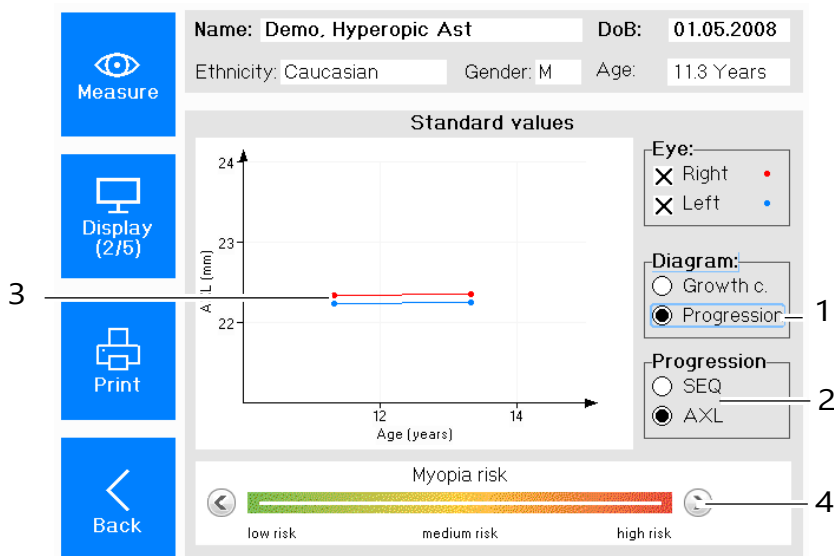 Measure
Display
(2/5)
Print
Back
Name: Demo, Hyperopic Ast DoB: 01.05.2008
Ethnicity: Caucasian Gender: M Age: 11.3 Years
Standard values
24
23
22
AXL (mm)
12 14
Age (years)
Eye:
Right
Left
Diagram:
Growth c.
Progression
Progression
SEQ
AXL
Myopia risk
low risk medium risk high risk
1
2
3
4